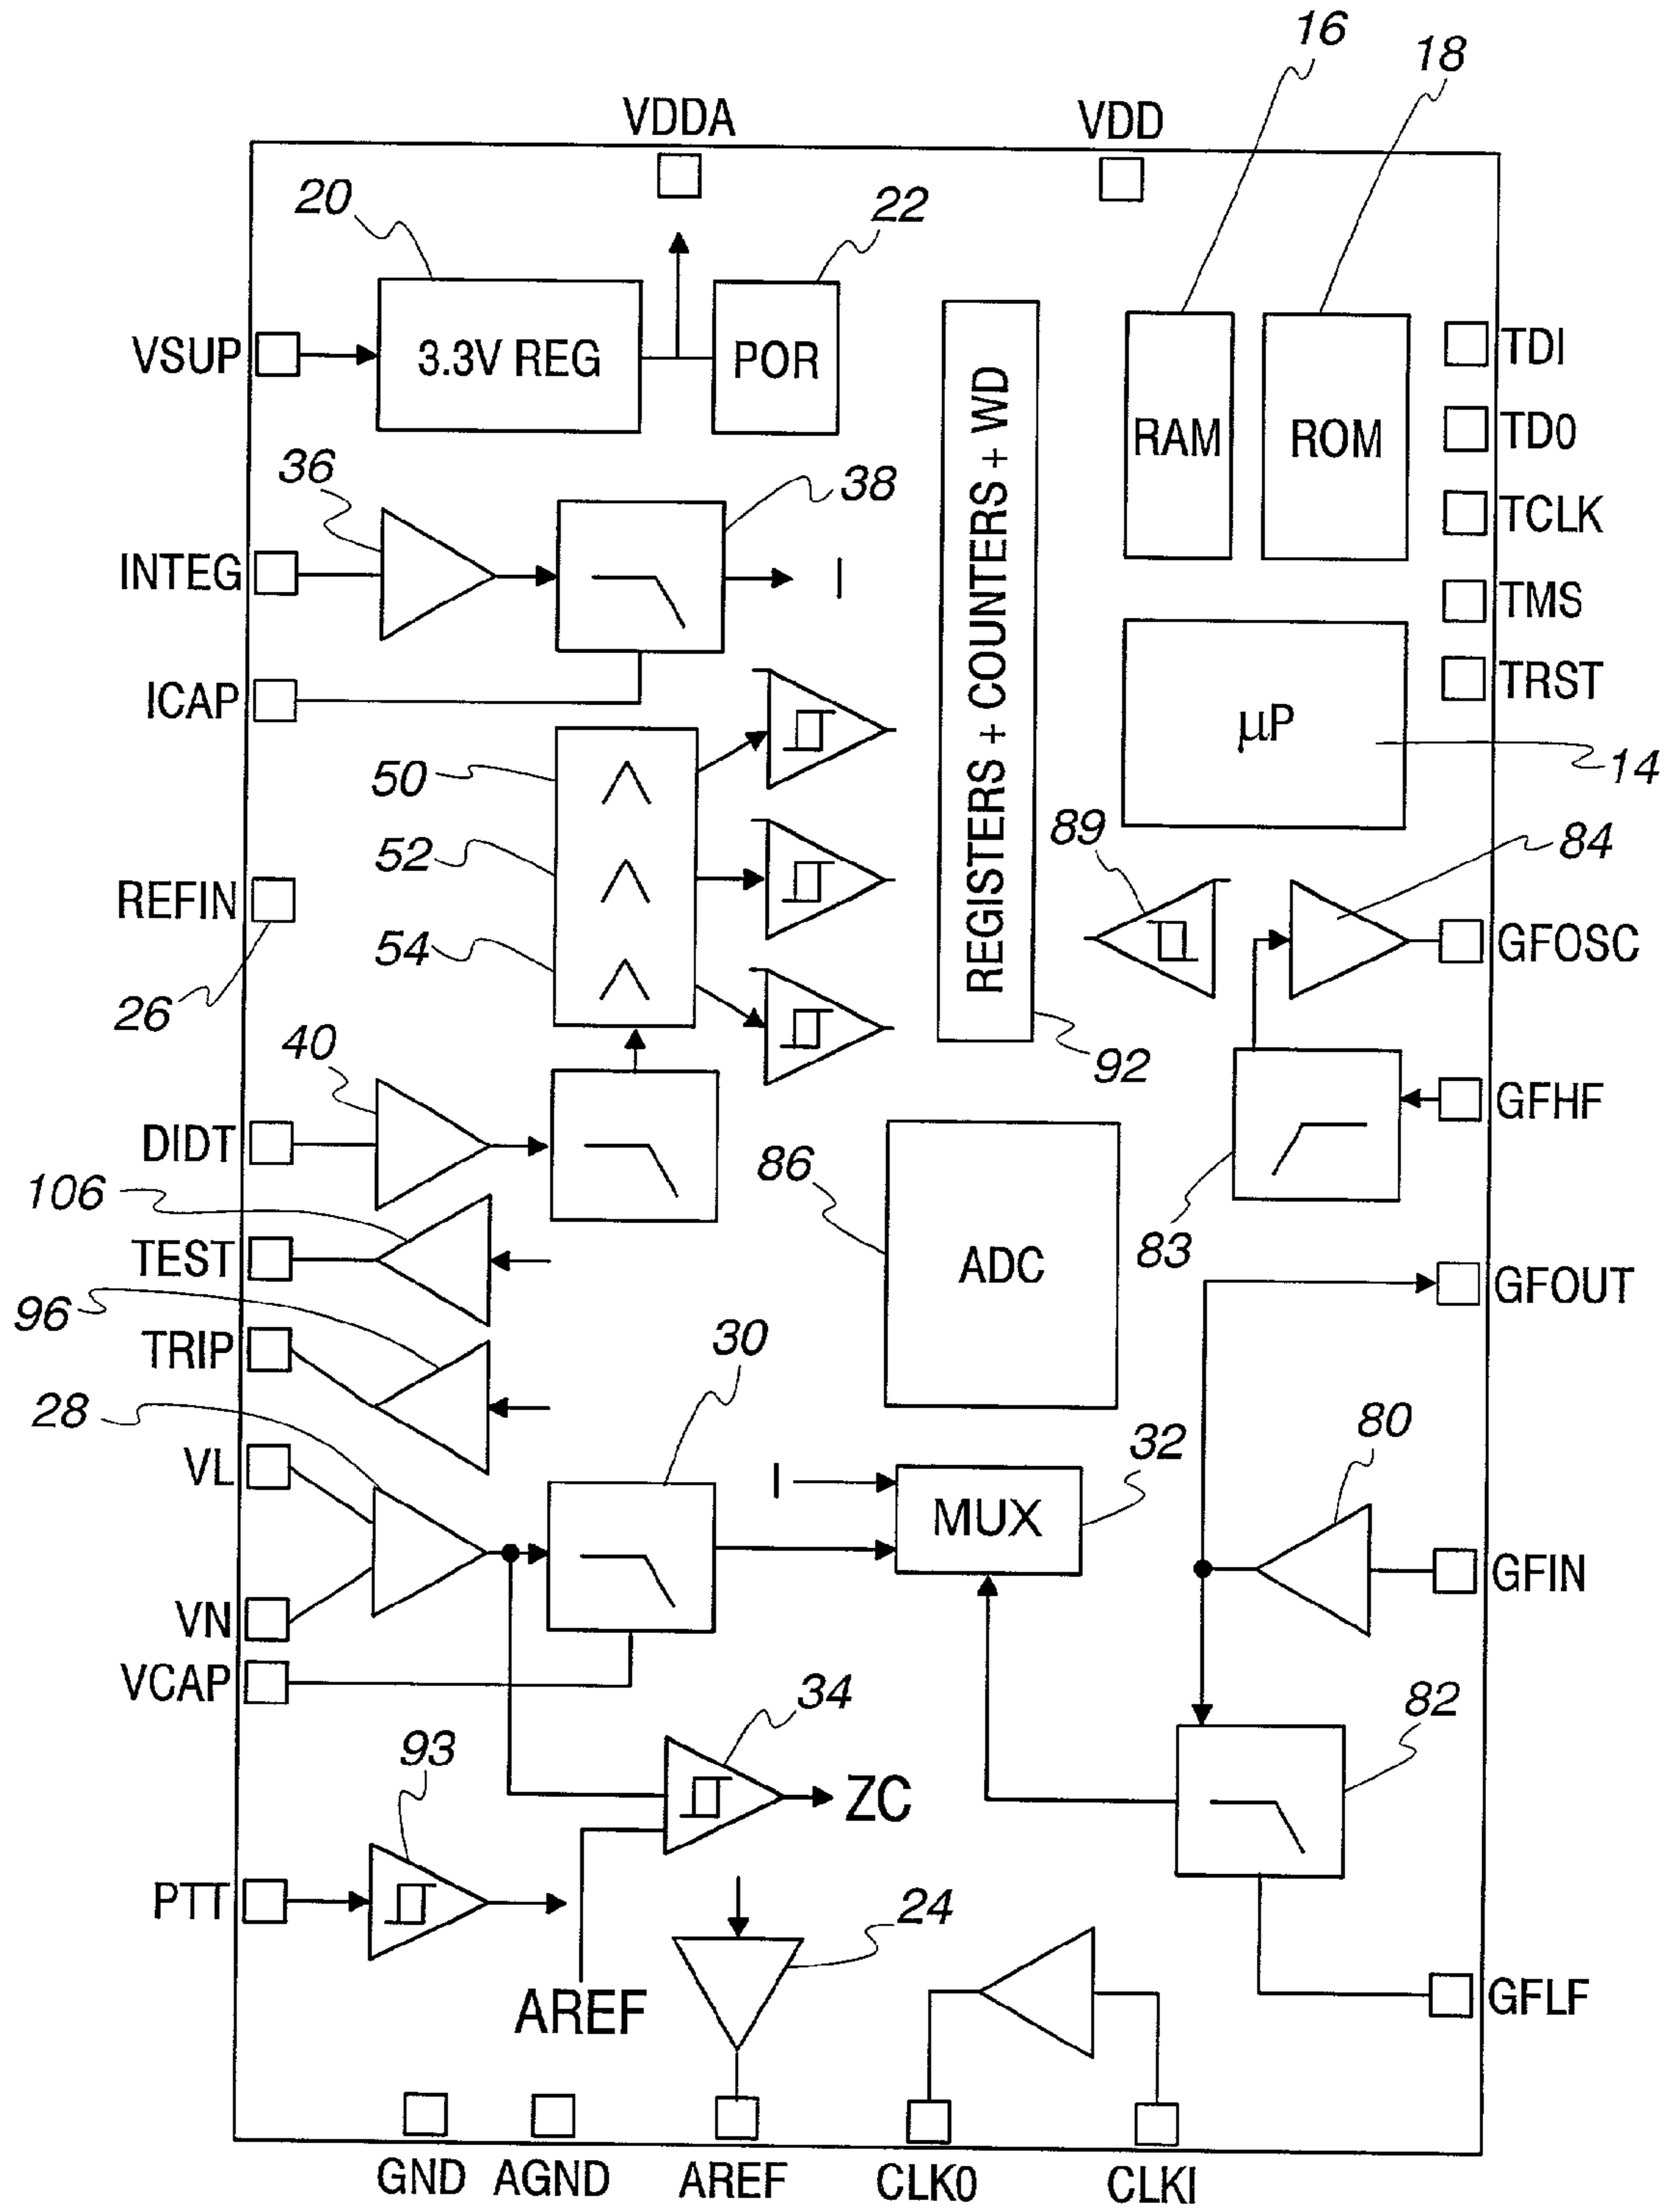 16
18
VDDA
VDD
20
22
VSUP
3.3V REG
POR
RAM
ROM
TDI
TD0
TCLK
TMS
TRST
36
38
INTEG
I
ICAP
REGISTERS + COUNTERS + WD
μP
14
50
52
54
89
84
REFIN
26
GFOSC
40
92
GFHF
DIDT
86
83
106
TEST
ADC
GFOUT
96
TRIP
30
28
VL
I
MUX
32
80
VN
GFIN
VCAP
34
82
93
ZC
PTT
24
AREF
GFLF
GND
AGND
AREF
CLK0
CLKI